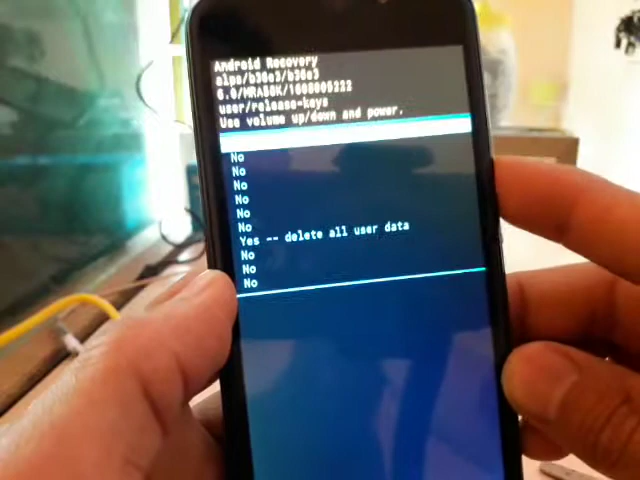 Android Recovery
alps/b36e3/b36e3
6.0/MRA58K/1608005222
user/release-keys
Use volume up/down and power.
No
No
No
No
No
No
Yes -- delete all user data
No
No
No